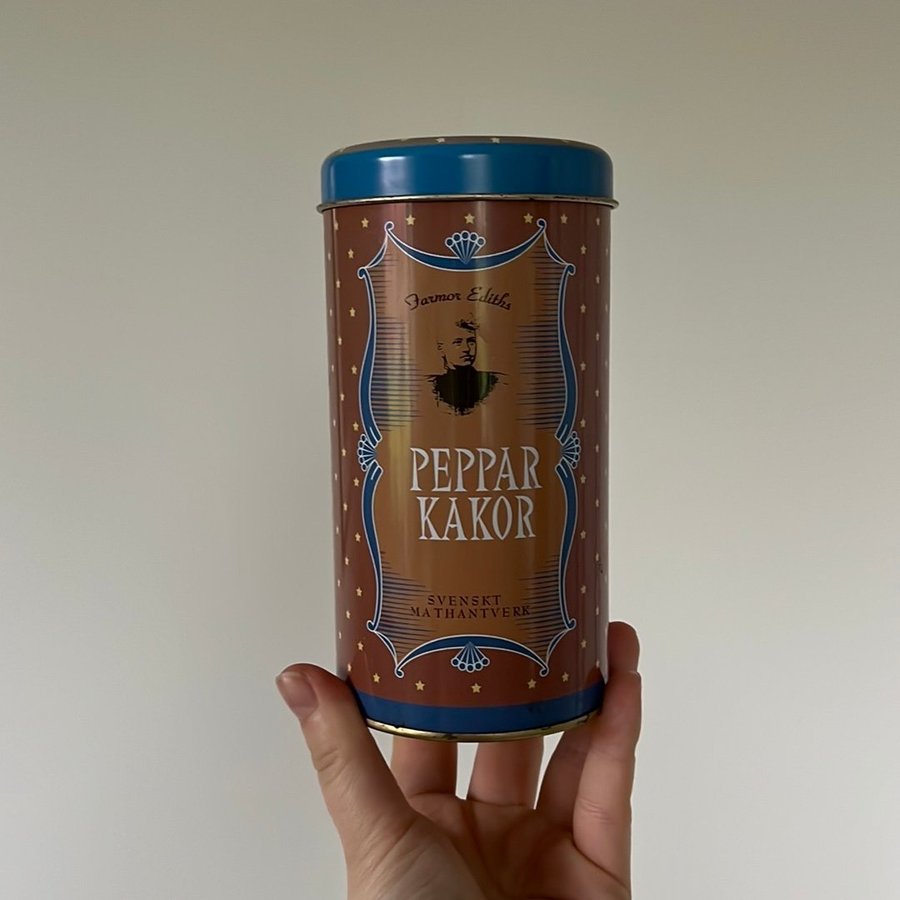 Farmor Ediths
PEPPAR
KAKOR
SVENSKT
MATHANTVERK